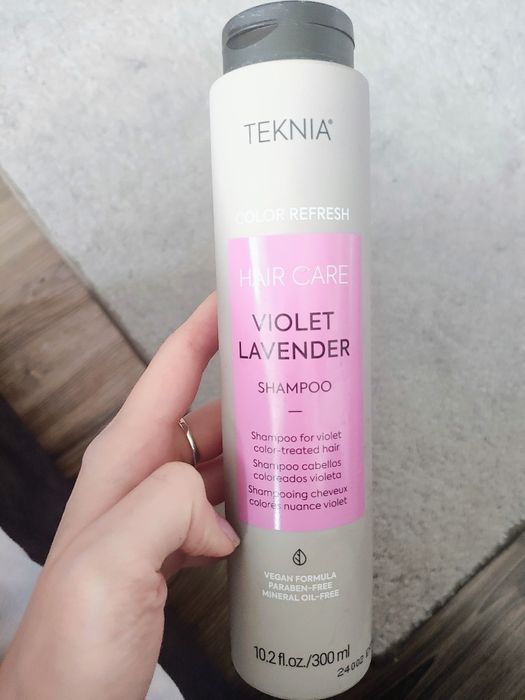 TEKNIA®
COLOR REFRESH
HAIR CARE
VIOLET
LAVENDER
SHAMPOO
Shampoo for violet
color-treated hair
Shampoo cabellos
coloreados violeta
Shampooing cheveux
colorés nuance violet
VEGAN FORMULA
PARABEN-FREE
MINERAL OIL-FREE
10.2 fl.oz./300 ml
24002